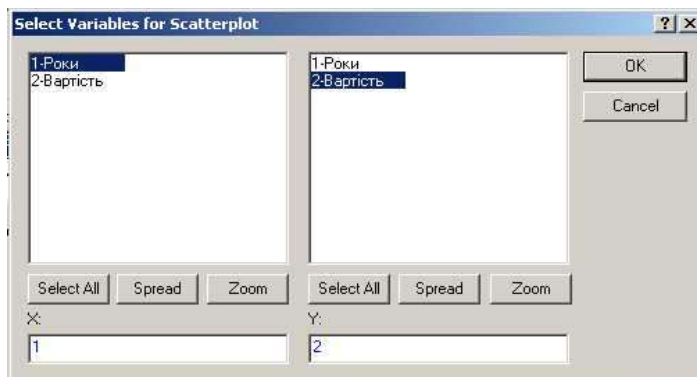 Select Variables for Scatterplot
1-Роки
2-Вартість
1-Роки
2-Вартість
OK
Cancel
Select All Spread Zoom Select All Spread Zoom
X: Y:
1 2